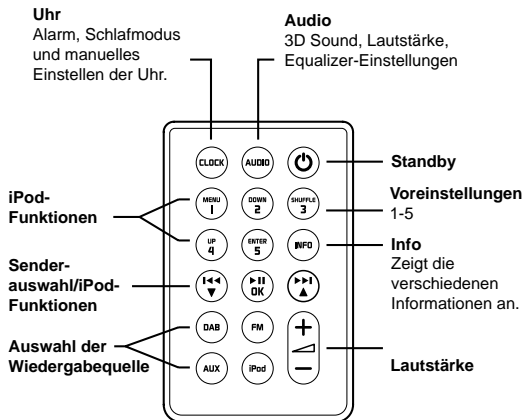 Uhr
Alarm, Schlafmodus
und manuelles
Einstellen der Uhr.
Audio
3D Sound, Lautstärke,
Equalizer-Einstellungen
CLOCK
AUDIO
Standby
iPod-
Funktionen
MENU
1
DOWN
2
SHUFFLE
3
Voreinstellungen
1-5
UP
4
ENTER
5
INFO
Info
Zeigt die
verschiedenen
Informationen an.
Sender-
auswahl/iPod-
Funktionen
OK
Auswahl der
Wiedergabequelle
DAB
FM
AUX
iPod
Lautstärke